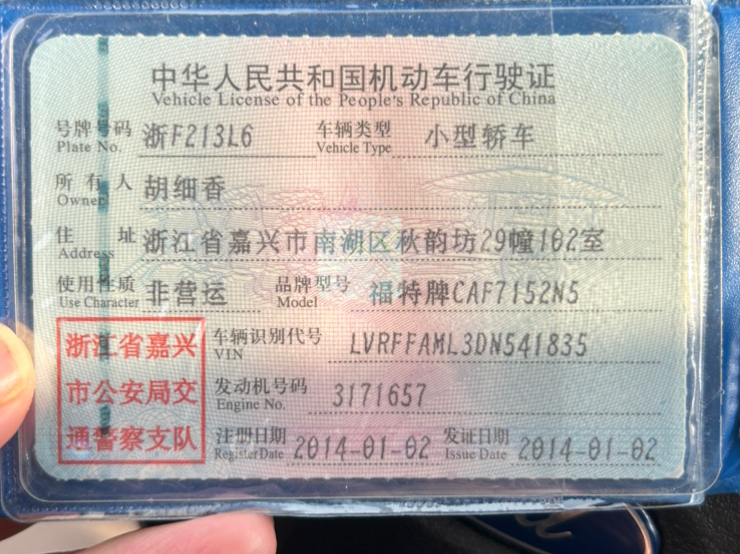 中华人民共和国机动车行驶证
Vehicle License of the People's Republic of China
号牌号码 浙F213L6 车辆类型 小型轿车
Plate No. Vehicle Type
所有人 胡细香
Owner
住址 浙江省嘉兴市南湖区秋韵坊29幢102室
Address
使用性质 非营运 品牌型号 福特牌CAF7152N5
Use Character Model
浙江省嘉兴 车辆识别代号 LVRFFAML3DN541835
VIN
市公安局交 发动机号码 3171657
Engine No.
通警察支队 注册日期 2014-01-02 发证日期 2014-01-02
Register Date Issue Date